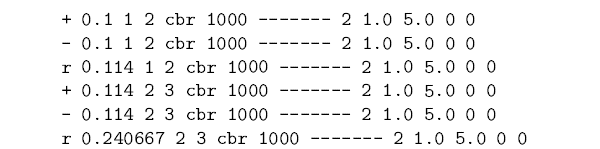 + 0.1 1 2 cbr 1000 ------- 2 1.0 5.0 0 0
- 0.1 1 2 cbr 1000 ------- 2 1.0 5.0 0 0
r 0.114 1 2 cbr 1000 ------- 2 1.0 5.0 0 0
+ 0.114 2 3 cbr 1000 ------- 2 1.0 5.0 0 0
- 0.114 2 3 cbr 1000 ------- 2 1.0 5.0 0 0
r 0.240667 2 3 cbr 1000 ------- 2 1.0 5.0 0 0